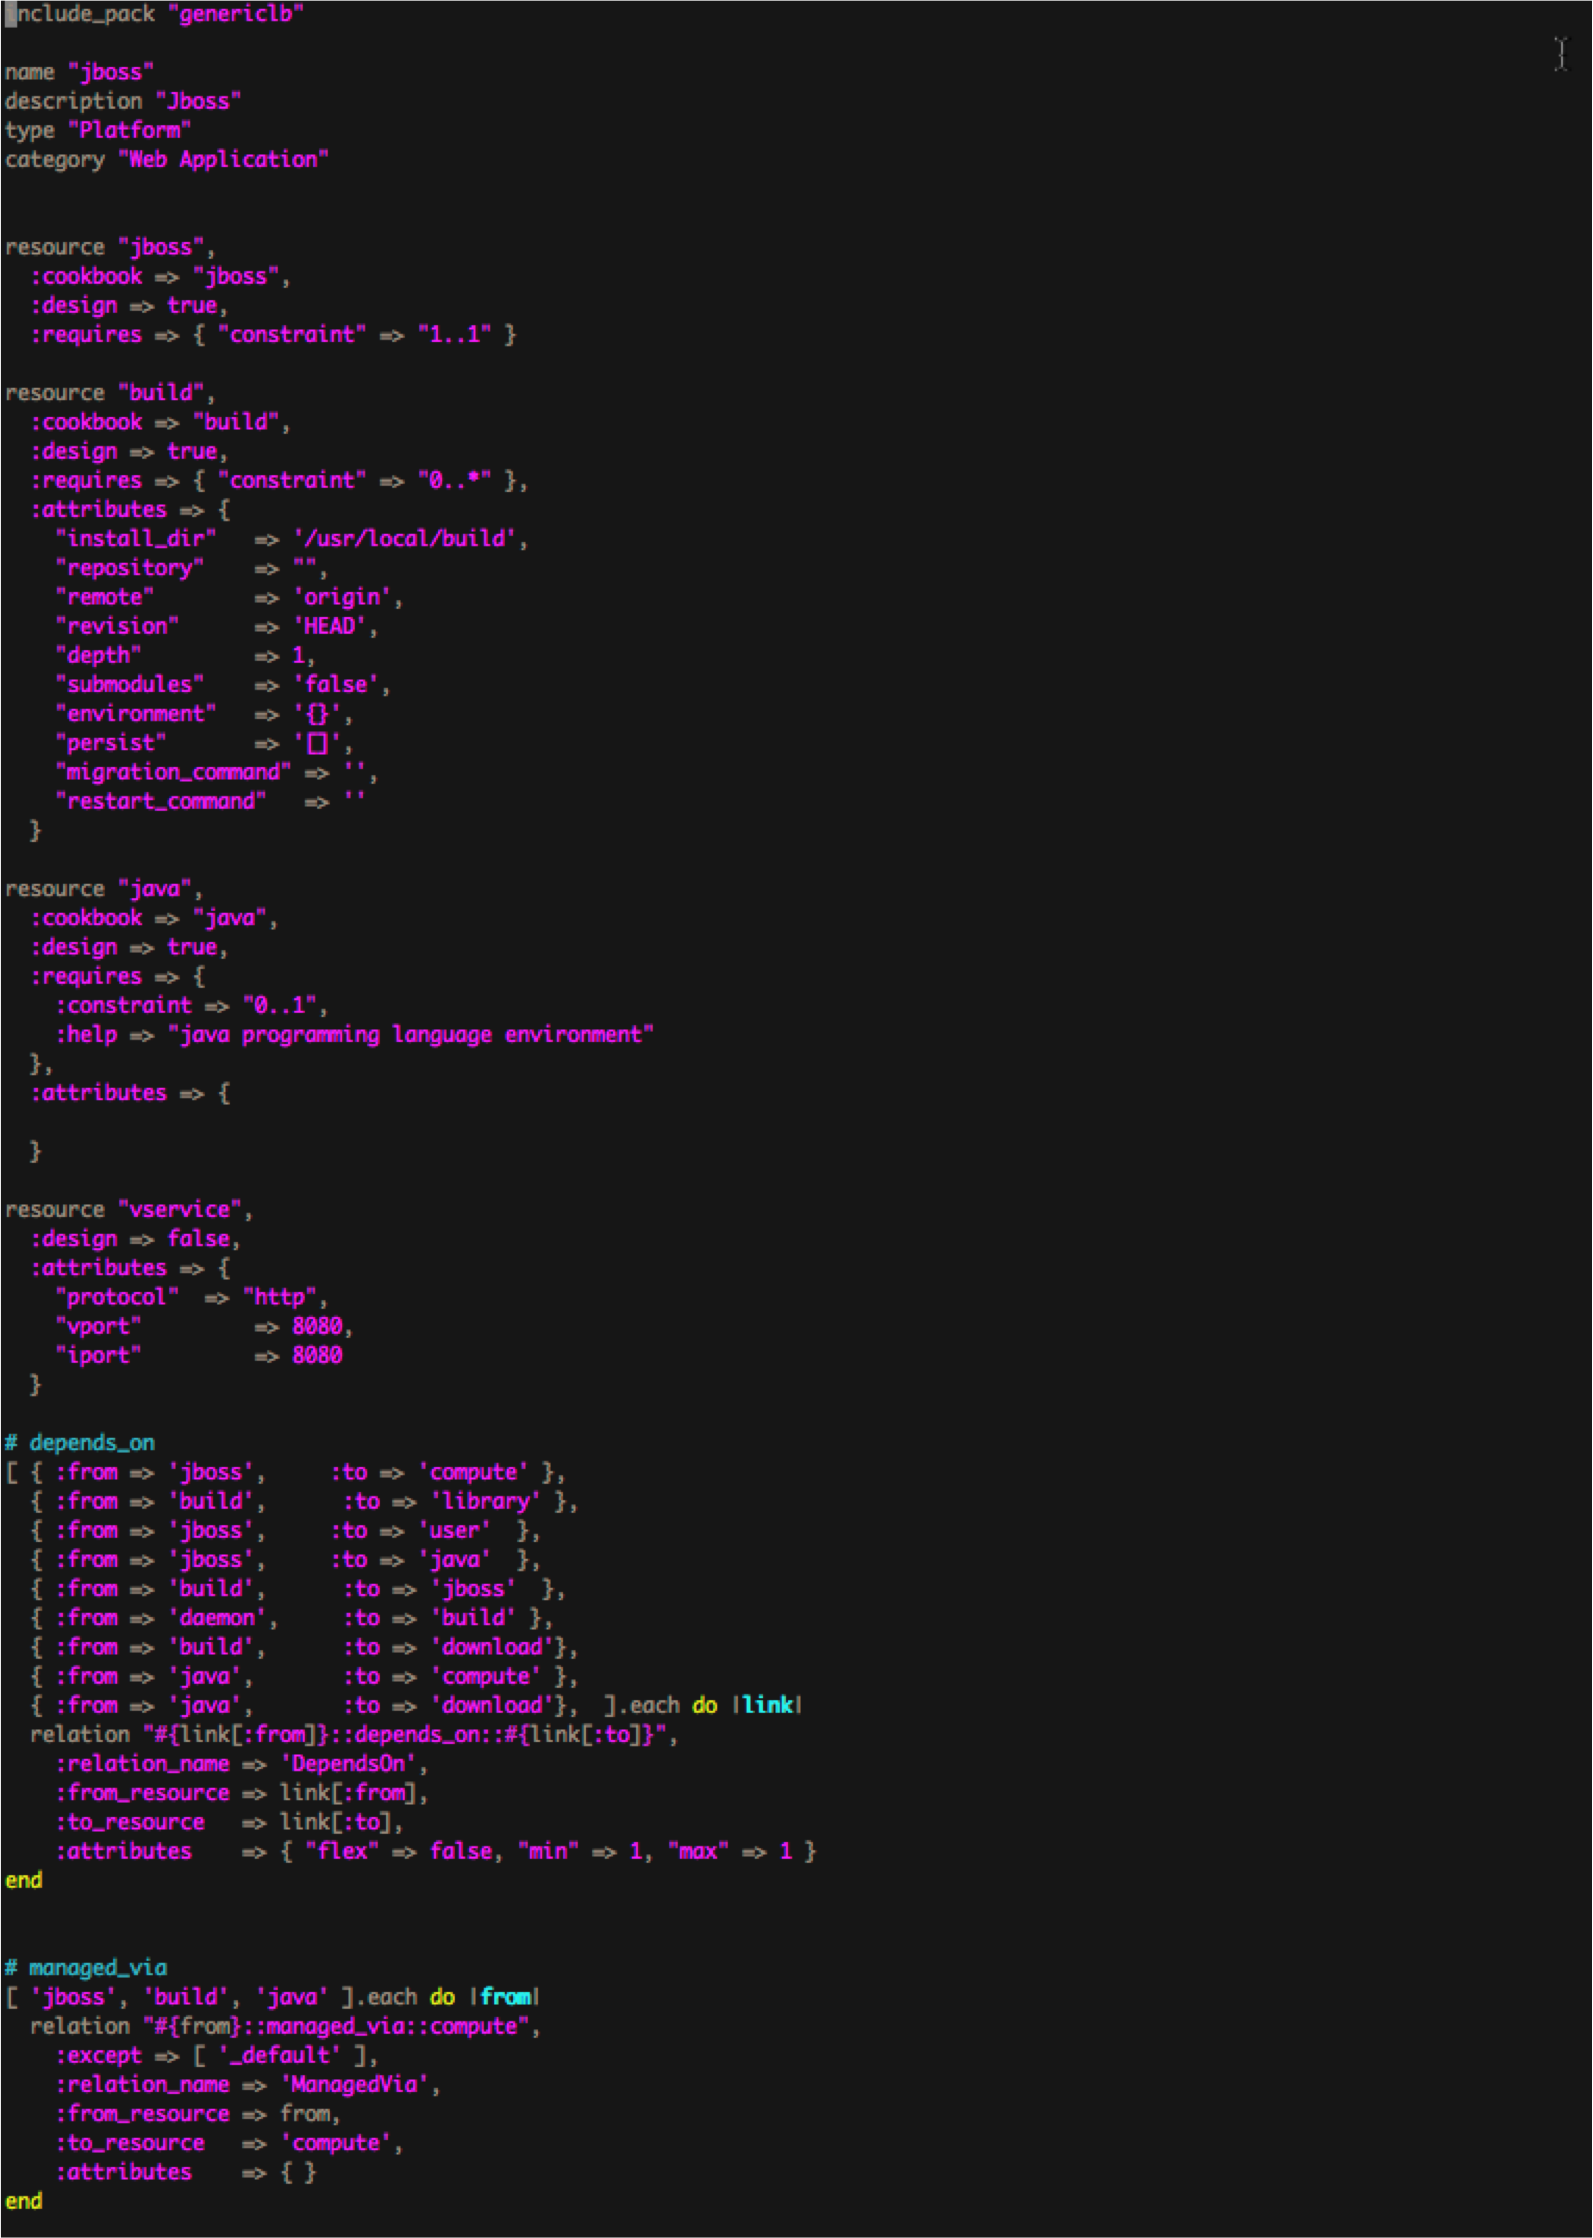 include_pack "genericlb"

name "jboss"
description "Jboss"
type "Platform"
category "Web Application"


resource "jboss",
  :cookbook => "jboss",
  :design => true,
  :requires => { "constraint" => "1..1" }

resource "build",
  :cookbook => "build",
  :design => true,
  :requires => { "constraint" => "0..*" },
  :attributes => {
    "install_dir"   => '/usr/local/build',
    "repository"    => "",
    "remote"        => 'origin',
    "revision"      => 'HEAD',
    "depth"         => 1,
    "submodules"    => 'false',
    "environment"   => '{}',
    "persist"       => '[]',
    "migration_command" => '',
    "restart_command"   => ''
  }

resource "java",
  :cookbook => "java",
  :design => true,
  :requires => {
    :constraint => "0..1",
    :help => "java programming language environment"
  },
  :attributes => {

  }

resource "vservice",
  :design => false,
  :attributes => {
    "protocol"  => "http",
    "vport"         => 8080,
    "iport"         => 8080
  }

# depends_on
[ { :from => 'jboss',     :to => 'compute' },
  { :from => 'build',      :to => 'library' },
  { :from => 'jboss',     :to => 'user'  },
  { :from => 'jboss',     :to => 'java'  },
  { :from => 'build',      :to => 'jboss'  },
  { :from => 'daemon',     :to => 'build' },
  { :from => 'build',      :to => 'download'},
  { :from => 'java',       :to => 'compute' },
  { :from => 'java',       :to => 'download'},  ].each do |link|
  relation "#{link[:from]}::depends_on::#{link[:to]}",
    :relation_name => 'DependsOn',
    :from_resource => link[:from],
    :to_resource   => link[:to],
    :attributes    => { "flex" => false, "min" => 1, "max" => 1 }
end


# managed_via
[ 'jboss', 'build', 'java' ].each do |from|
  relation "#{from}::managed_via::compute",
    :except => [ '_default' ],
    :relation_name => 'ManagedVia',
    :from_resource => from,
    :to_resource   => 'compute',
    :attributes    => { }
end